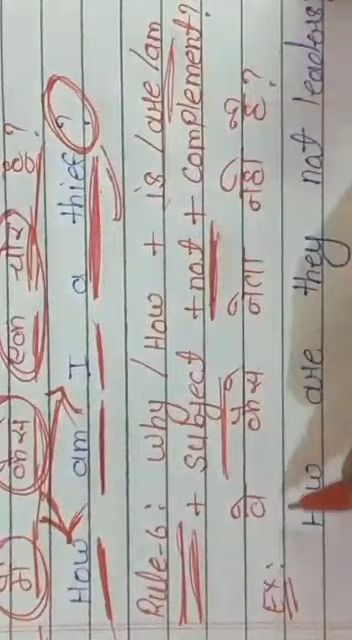 मैं कैसे एक चोर हूँ?
How am I a thief?
Rule-6: Why / How + is / are / am
+ subject + not + complement?
वे कैसे नेता नहीं हैं?
Ex: How are they not leaders